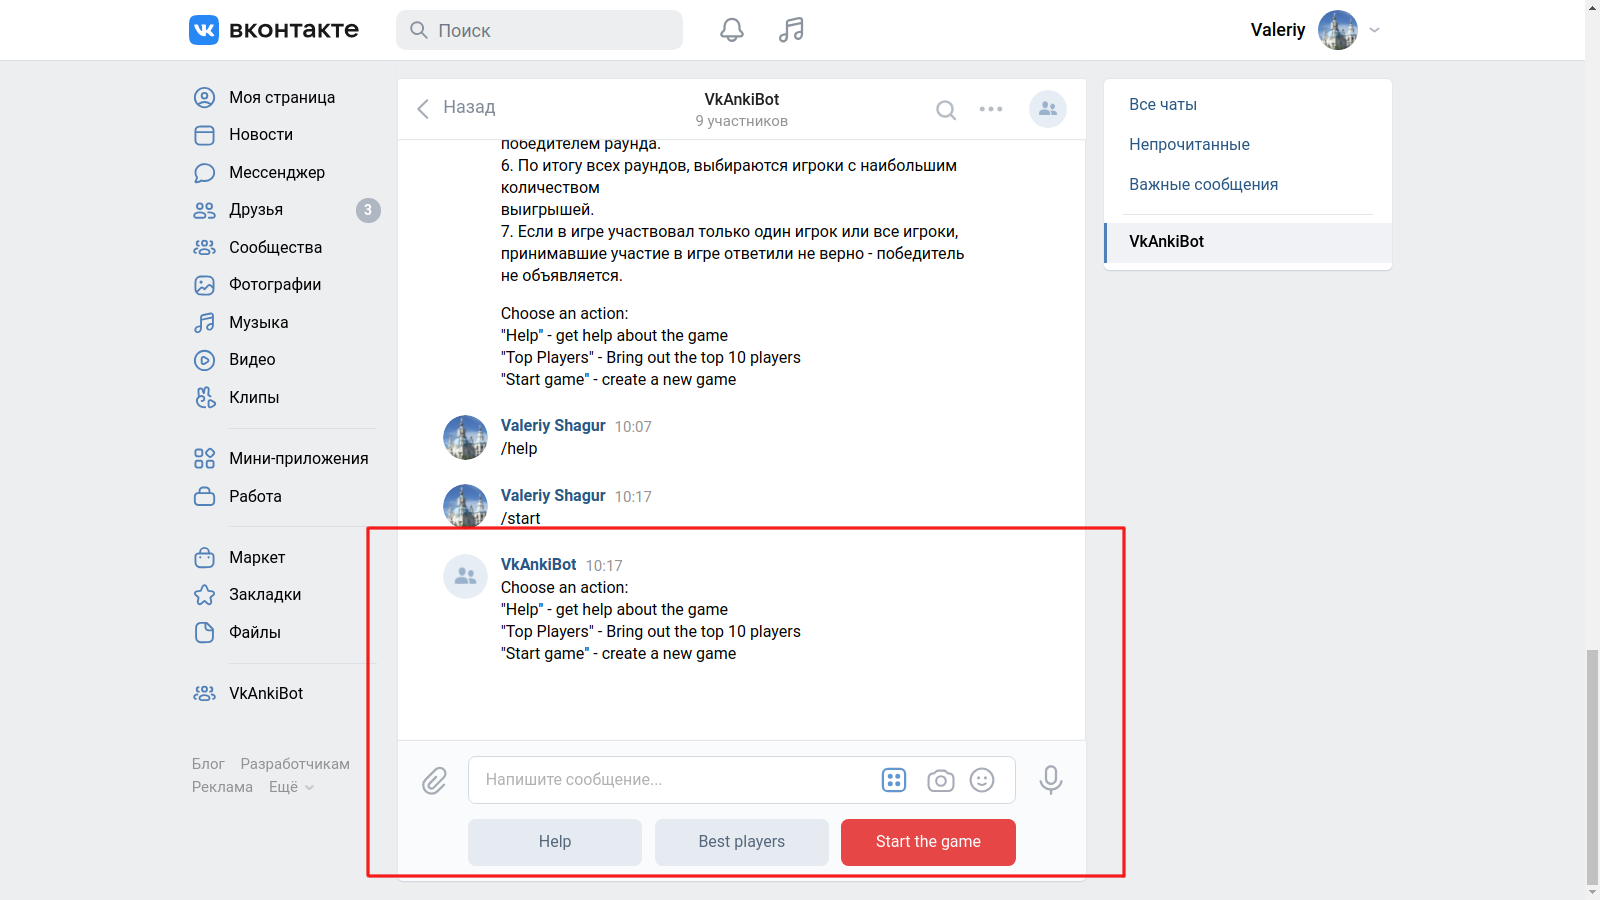 вконтакте
Поиск
Valeriy
Моя страница
Новости
Мессенджер
Друзья
3
Сообщества
Фотографии
Музыка
Видео
Клипы
Мини-приложения
Работа
Маркет
Закладки
Файлы
VkAnkiBot
Блог Разработчикам
Реклама Ещё
Назад
VkAnkiBot
9 участников
победителем раунда.
6. По итогу всех раундов, выбираются игроки с наибольшим
количеством
выигрышей.
7. Если в игре участвовал только один игрок или все игроки,
принимавшие участие в игре ответили не верно - победитель
не объявляется.
Choose an action:
"Help" - get help about the game
"Top Players" - Bring out the top 10 players
"Start game" - create a new game
Valeriy Shagur 10:07
/help
Valeriy Shagur 10:17
/start
VkAnkiBot 10:17
Choose an action:
"Help" - get help about the game
"Top Players" - Bring out the top 10 players
"Start game" - create a new game
Напишите сообщение...
Help
Best players
Start the game
Все чаты
Непрочитанные
Важные сообщения
VkAnkiBot